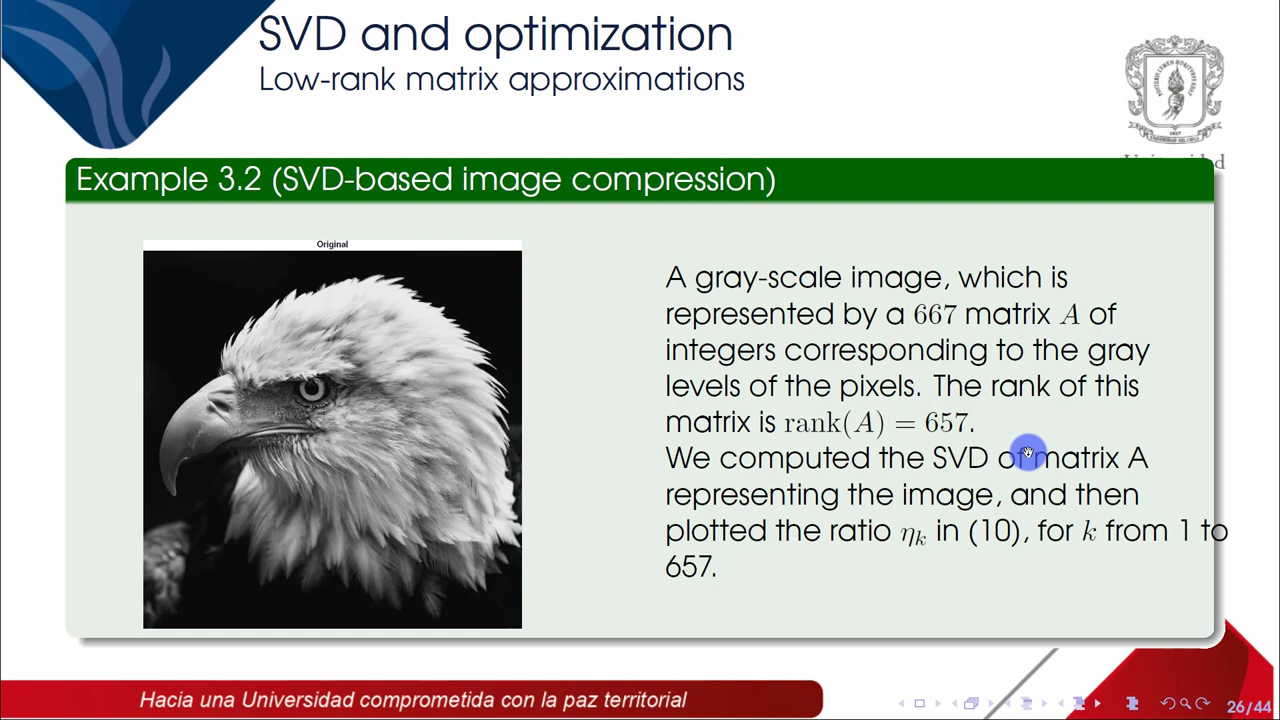 SVD and optimization
Low-rank matrix approximations
Example 3.2 (SVD-based image compression)
Original
A gray-scale image, which is
represented by a 667 matrix A of
integers corresponding to the gray
levels of the pixels. The rank of this
matrix is rank(A) = 657.
We computed the SVD of matrix A
representing the image, and then
plotted the ratio ηk in (10), for k from 1 to
657.
Hacia una Universidad comprometida con la paz territorial
26/44